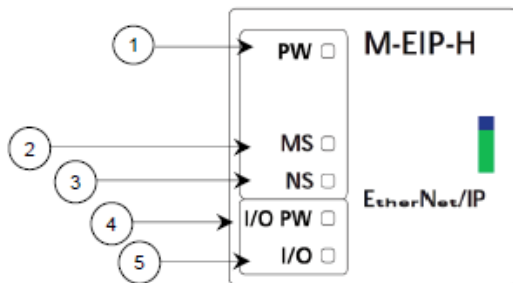 1
PW
M-EIP-H
2
MS
3
NS
EtherNet/IP
4
I/O PW
5
I/O